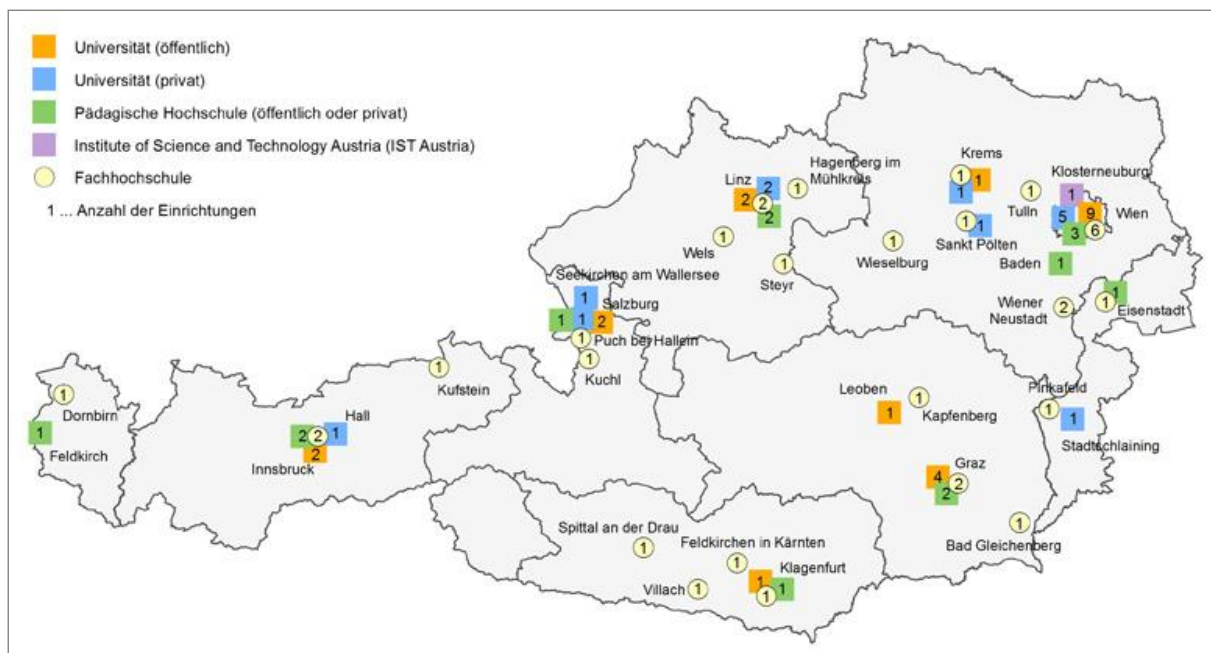 Universität (öffentlich)
Universität (privat)
Pädagische Hochschule (öffentlich oder privat)
Institute of Science and Technology Austria (IST Austria)
Fachhochschule
1 ... Anzahl der Einrichtungen
Krems
1
1
1
Klosterneuburg
1
Tulln
1
Wien
5
9
3
6
Sankt Pölten
1
1
Baden
1
Wieselburg
1
Wiener
Neustadt
2
Eisenstadt
1
1
Linz
2
2
2
2
Hagenberg im
Mühlkreis
1
Wels
1
Steyr
1
Seekirchen am Wallersee
1
Salzburg
1
1
2
Puch bei Hallein
1
Kuchl
1
Kufstein
1
Dornbirn
1
Feldkirch
1
Hall
1
Innsbruck
2
2
2
Leoben
1
Kapfenberg
1
Pinkafeld
1
Stadtschlaining
1
Graz
4
2
2
Bad Gleichenberg
1
Spittal an der Drau
1
Feldkirchen in Kärnten
1
Villach
1
Klagenfurt
1
1
1